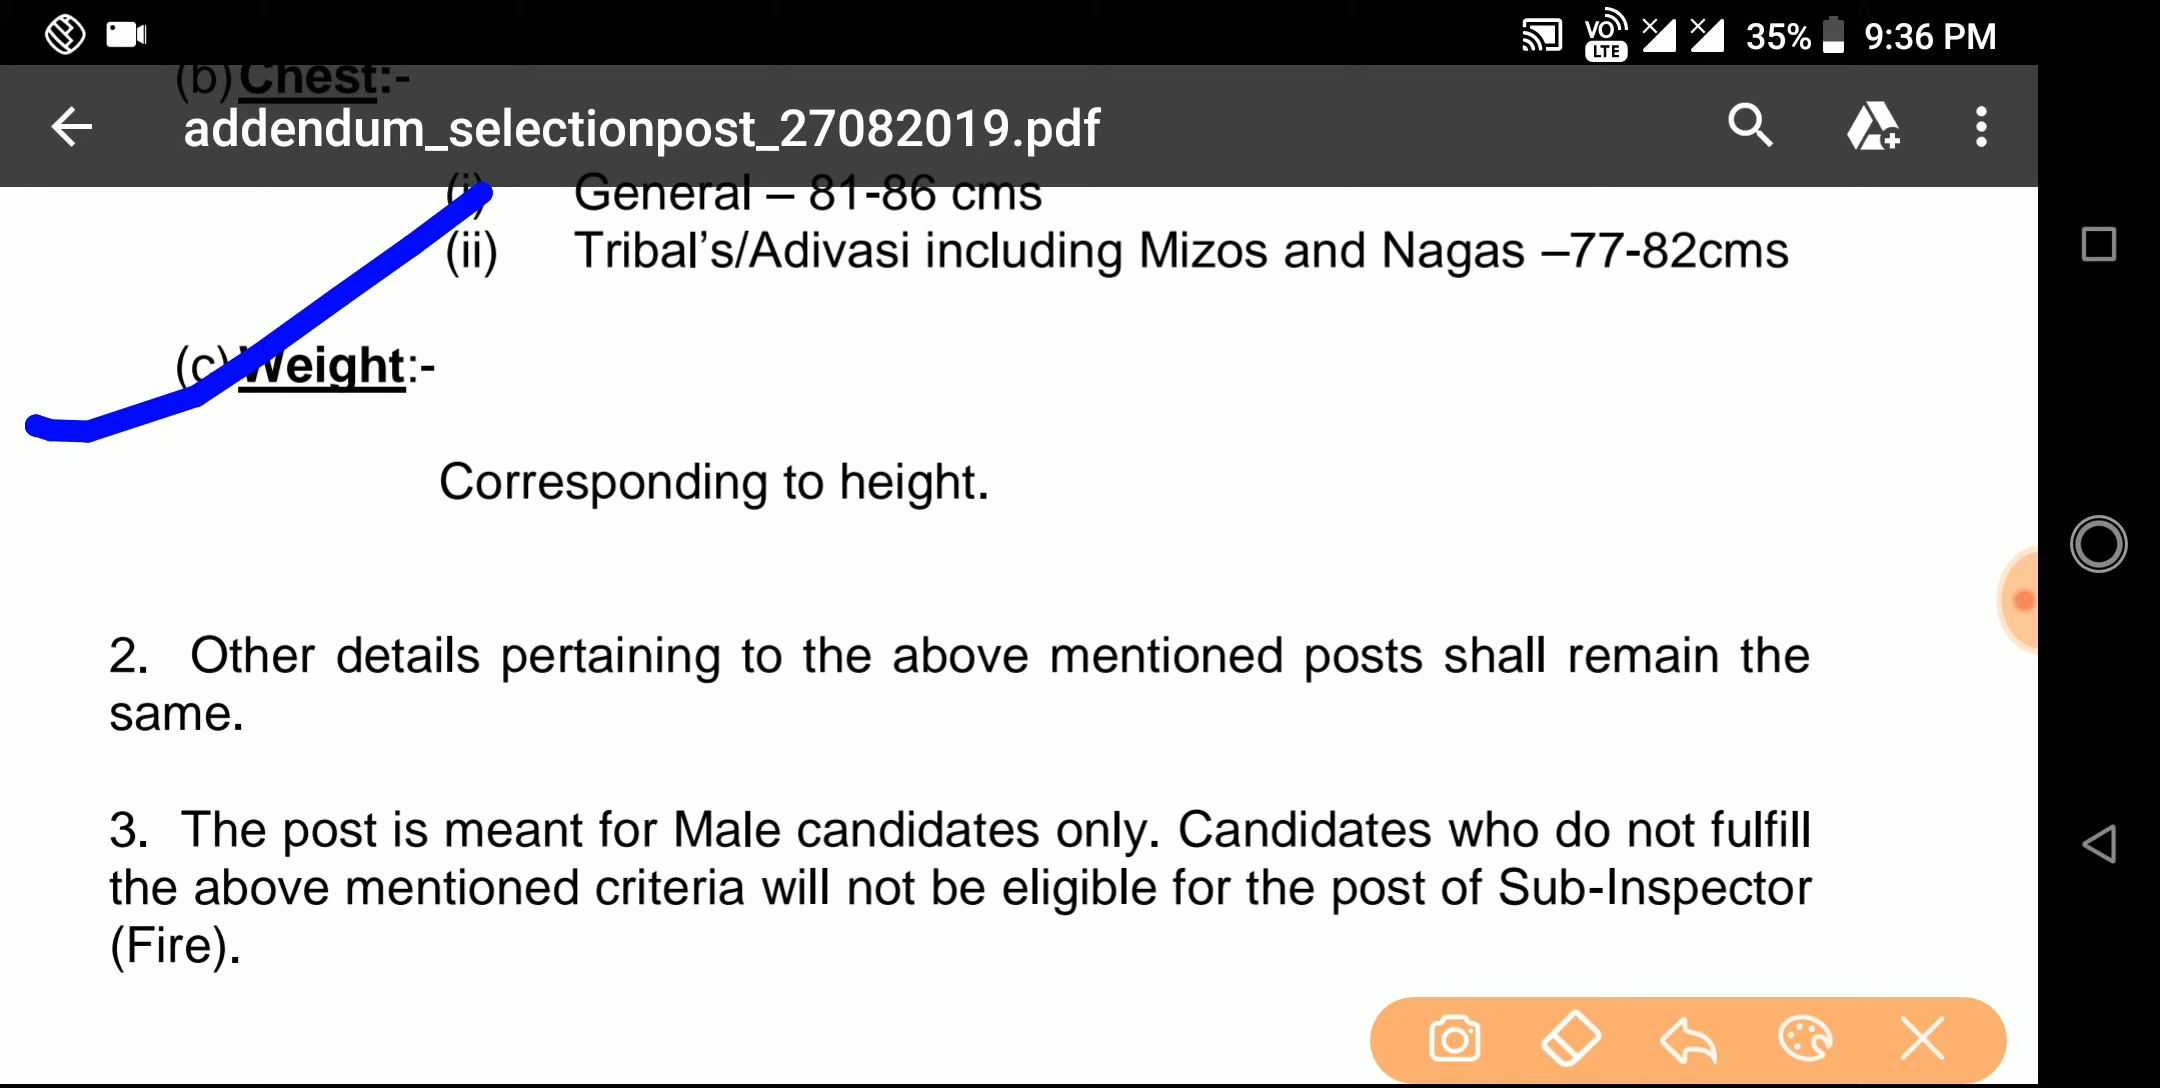 VO LTE 35% 9:36 PM
(b) Chest:-
addendum_selectionpost_27082019.pdf
(i) General – 81-86 cms
(ii) Tribal’s/Adivasi including Mizos and Nagas –77-82cms
(c) Weight:-
Corresponding to height.
2. Other details pertaining to the above mentioned posts shall remain the
same.
3. The post is meant for Male candidates only. Candidates who do not fulfill
the above mentioned criteria will not be eligible for the post of Sub-Inspector
(Fire).